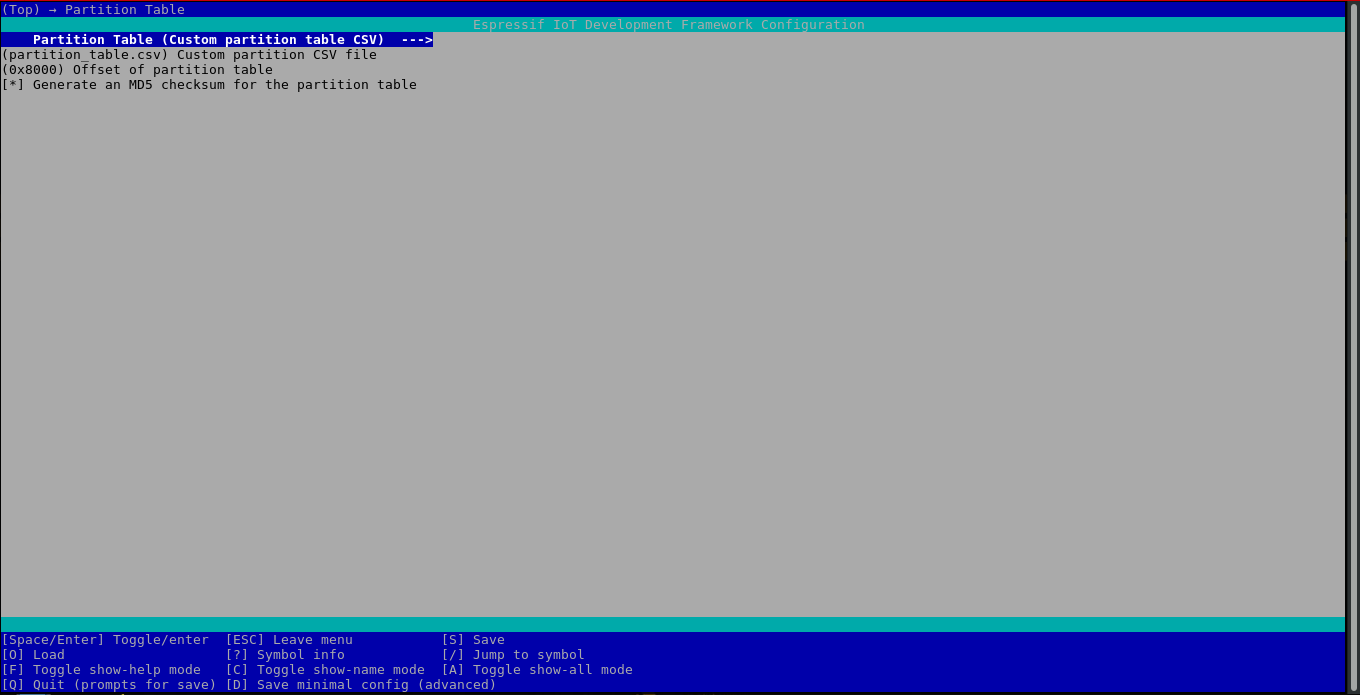 (Top) → Partition Table
Espressif IoT Development Framework Configuration
Partition Table (Custom partition table CSV)  --->
(partition_table.csv) Custom partition CSV file
(0x8000) Offset of partition table
[*] Generate an MD5 checksum for the partition table
[Space/Enter] Toggle/enter  [ESC] Leave menu           [S] Save
[O] Load                    [?] Symbol info            [/] Jump to symbol
[F] Toggle show-help mode   [C] Toggle show-name mode  [A] Toggle show-all mode
[Q] Quit (prompts for save) [D] Save minimal config (advanced)